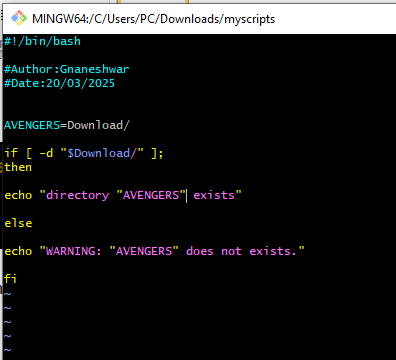 MINGW64:/C/Users/PC/Downloads/myscripts
#!/bin/bash
#Author:Gnaneshwar
#Date:20/03/2025
AVENGERS=Download/
if [ -d "$Download/" ];
then
echo "directory "AVENGERS" exists"
else
echo "WARNING: "AVENGERS" does not exists."
fi
~
~
~
~
~